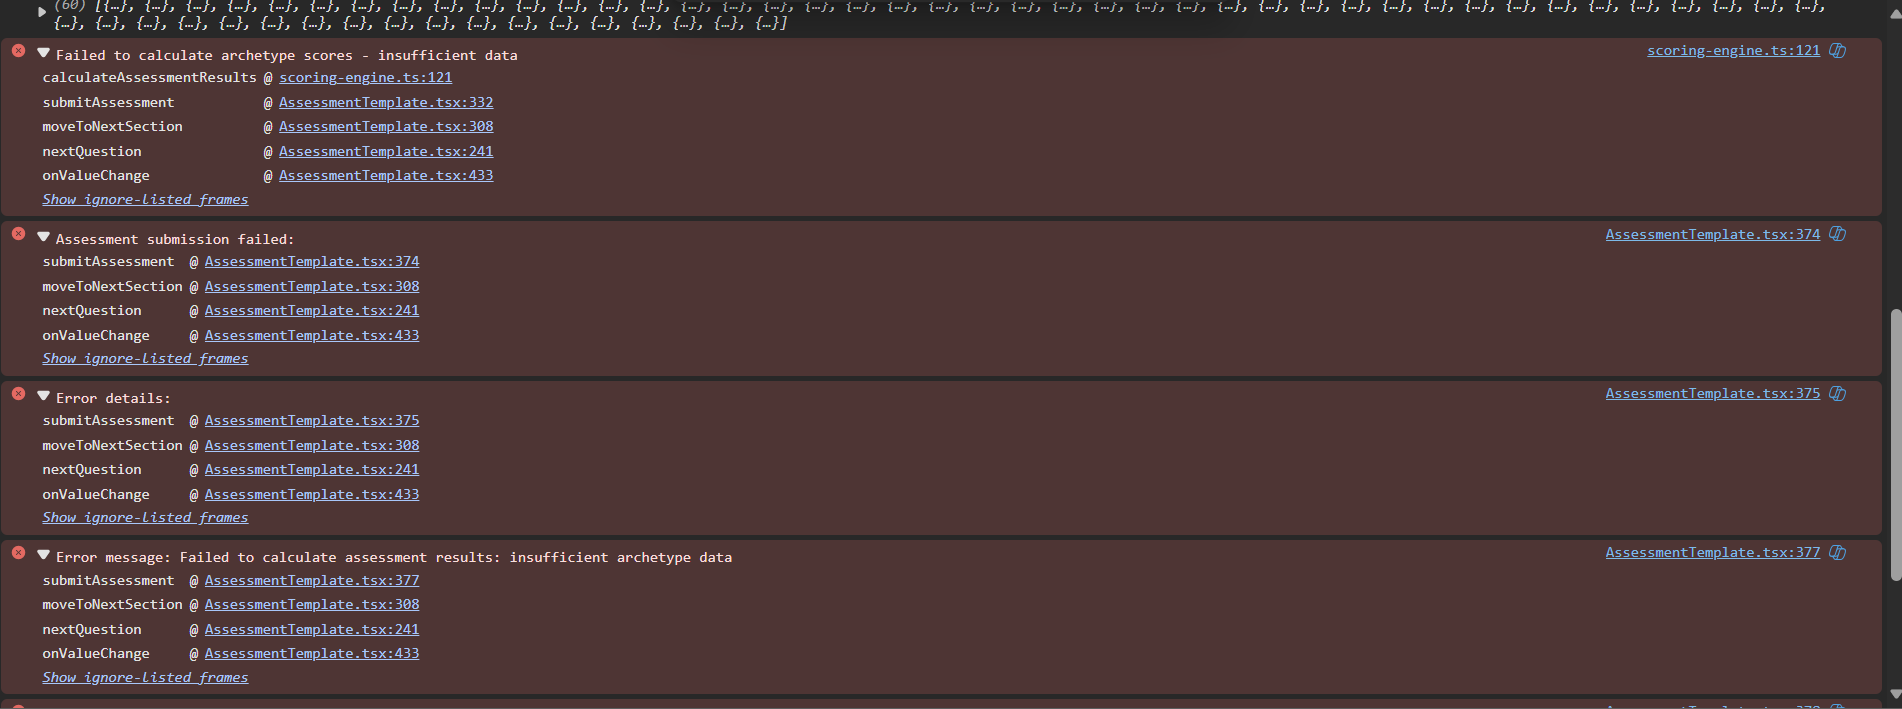 (60) [{…}, {…}, {…}, {…}, {…}, {…}, {…}, {…}, {…}, {…}, {…}, {…}, {…}, {…}, {…}, {…}, {…}, {…}, {…}, {…}, {…}, {…}, {…}, {…}, {…}, {…}, {…}, {…}, {…}, {…}, {…}, {…}, {…}, {…}, {…}, {…}, {…}, {…}, {…}, {…}, {…}, {…},
{…}, {…}, {…}, {…}, {…}, {…}, {…}, {…}, {…}, {…}, {…}, {…}, {…}, {…}, {…}, {…}, {…}, {…}]
Failed to calculate archetype scores - insufficient data scoring-engine.ts:121
calculateAssessmentResults @ scoring-engine.ts:121
submitAssessment @ AssessmentTemplate.tsx:332
moveToNextSection @ AssessmentTemplate.tsx:308
nextQuestion @ AssessmentTemplate.tsx:241
onValueChange @ AssessmentTemplate.tsx:433
Show ignore-listed frames
Assessment submission failed: AssessmentTemplate.tsx:374
submitAssessment @ AssessmentTemplate.tsx:374
moveToNextSection @ AssessmentTemplate.tsx:308
nextQuestion @ AssessmentTemplate.tsx:241
onValueChange @ AssessmentTemplate.tsx:433
Show ignore-listed frames
Error details: AssessmentTemplate.tsx:375
submitAssessment @ AssessmentTemplate.tsx:375
moveToNextSection @ AssessmentTemplate.tsx:308
nextQuestion @ AssessmentTemplate.tsx:241
onValueChange @ AssessmentTemplate.tsx:433
Show ignore-listed frames
Error message: Failed to calculate assessment results: insufficient archetype data AssessmentTemplate.tsx:377
submitAssessment @ AssessmentTemplate.tsx:377
moveToNextSection @ AssessmentTemplate.tsx:308
nextQuestion @ AssessmentTemplate.tsx:241
onValueChange @ AssessmentTemplate.tsx:433
Show ignore-listed frames